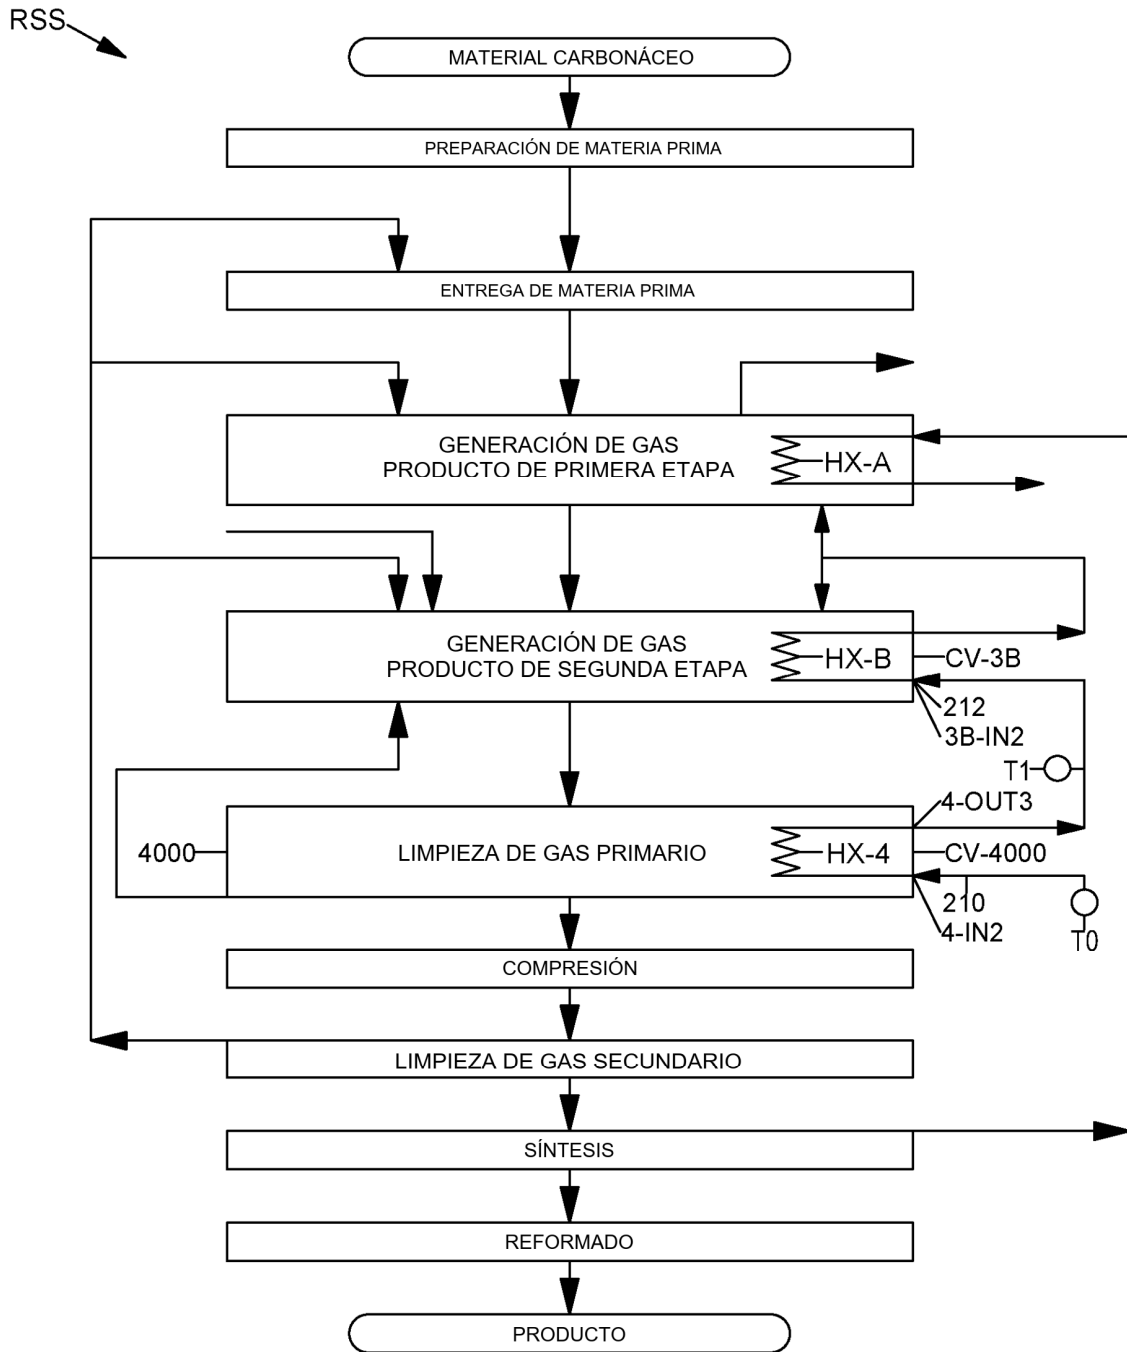 RSS
MATERIAL CARBONÁCEO
PREPARACIÓN DE MATERIA PRIMA
ENTREGA DE MATERIA PRIMA
GENERACIÓN DE GAS
PRODUCTO DE PRIMERA ETAPA
HX-A
GENERACIÓN DE GAS
PRODUCTO DE SEGUNDA ETAPA
HX-B
CV-3B
212
3B-IN2
T1
4-OUT3
4000
LIMPIEZA DE GAS PRIMARIO
HX-4
CV-4000
210
4-IN2
T0
COMPRESIÓN
LIMPIEZA DE GAS SECUNDARIO
SÍNTESIS
REFORMADO
PRODUCTO